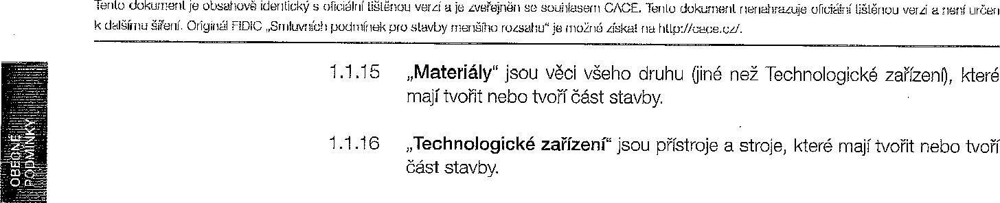 Tento dokument je obsahově identický s oficiální tištěnou verzí a je zveřejněn se souhlasem CACE. Tento dokument nenahrazuje oficiální tištěnou verzi a není určen
k dalšímu šíření. Originál FIDIC „Smluvních podmínek pro stavby menšího rozsahu“ je možné získat na http://cace.cz/.
1.1.15 „Materiály“ jsou věci všeho druhu (jiné než Technologické zařízení), které
mají tvořit nebo tvoří část stavby.
1.1.16 „Technologické zařízení“ jsou přístroje a stroje, které mají tvořit nebo tvoří
část stavby.
OBECNÉ
PODMÍNKY